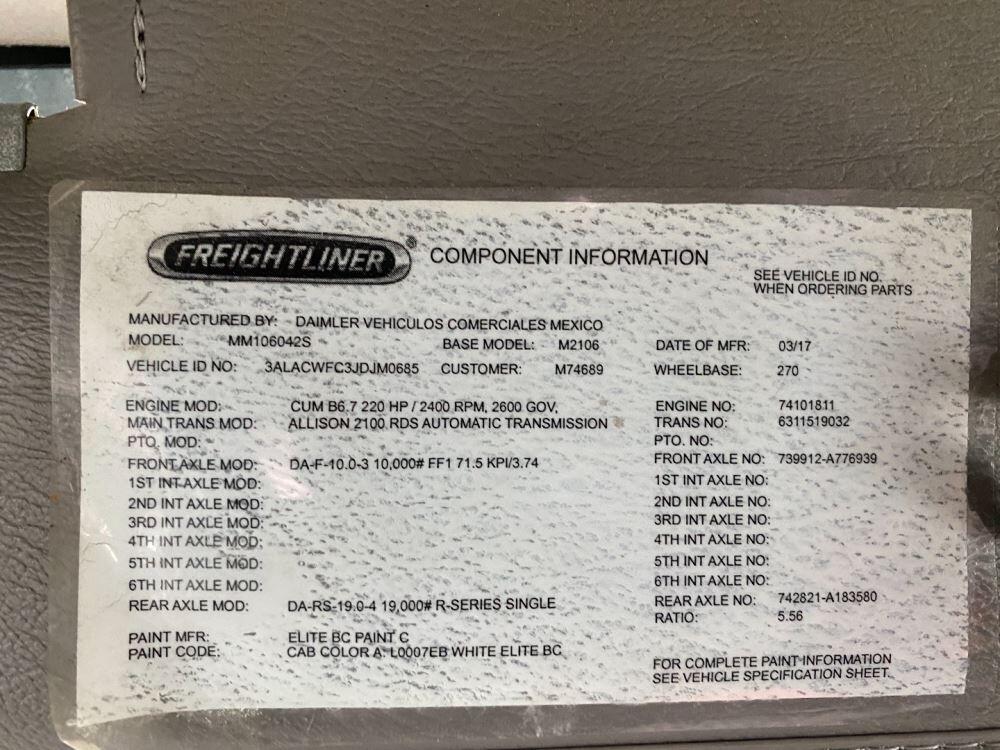 FREIGHTLINER® COMPONENT INFORMATION
SEE VEHICLE ID NO.
WHEN ORDERING PARTS
MANUFACTURED BY: DAIMLER VEHICULOS COMERCIALES MEXICO
MODEL: MM106042S BASE MODEL: M2106 DATE OF MFR: 03/17
VEHICLE ID NO: 3ALACWFC3JDJM0685 CUSTOMER: M74689 WHEELBASE: 270
ENGINE MOD: CUM B6.7 220 HP / 2400 RPM, 2600 GOV, ENGINE NO: 74101811
MAIN TRANS MOD: ALLISON 2100 RDS AUTOMATIC TRANSMISSION TRANS NO: 6311519032
PTO. MOD: PTO. NO:
FRONT AXLE MOD: DA-F-10.0-3 10,000# FF1 71.5 KPI/3.74 FRONT AXLE NO: 739912-A776939
1ST INT AXLE MOD: 1ST INT AXLE NO:
2ND INT AXLE MOD: 2ND INT AXLE NO:
3RD INT AXLE MOD: 3RD INT AXLE NO:
4TH INT AXLE MOD: 4TH INT AXLE NO:
5TH INT AXLE MOD: 5TH INT AXLE NO:
6TH INT AXLE MOD: 6TH INT AXLE NO:
REAR AXLE MOD: DA-RS-19.0-4 19,000# R-SERIES SINGLE REAR AXLE NO: 742821-A183580
RATIO: 5.56
PAINT MFR: ELITE BC PAINT C
PAINT CODE: CAB COLOR A: L0007EB WHITE ELITE BC
FOR COMPLETE PAINT INFORMATION
SEE VEHICLE SPECIFICATION SHEET.